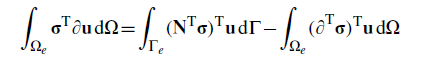 ∫_{Ω_e} σ^T ∂u dΩ = ∫_{Γ_e} (N^T σ)^T u dΓ − ∫_{Ω_e} (∂^T σ)^T u dΩ